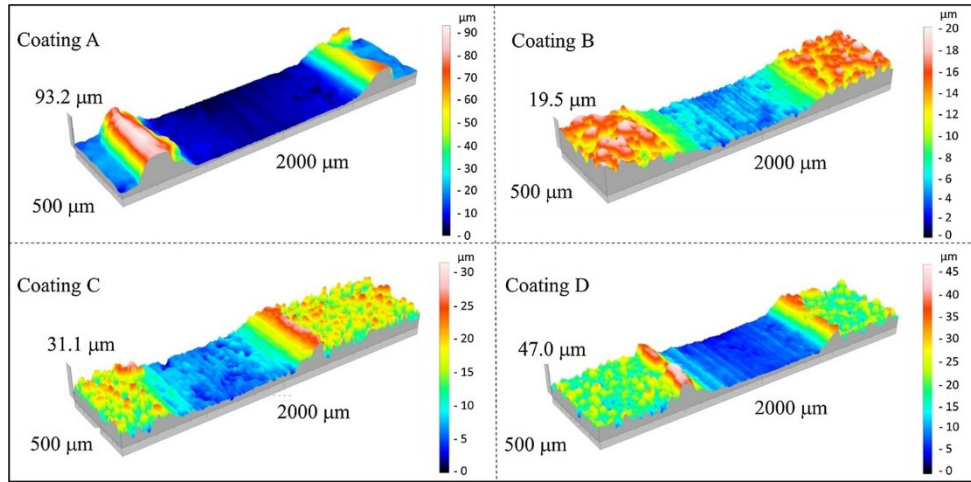 Coating A
93.2 μm
500 μm
2000 μm
μm
- 90
- 80
- 70
- 60
- 50
- 40
- 30
- 20
- 10
- 0
Coating B
19.5 μm
500 μm
2000 μm
μm
- 20
- 18
- 16
- 14
- 12
- 10
- 8
- 6
- 4
- 2
- 0
Coating C
31.1 μm
500 μm
2000 μm
μm
- 30
- 25
- 20
- 15
- 10
- 5
- 0
Coating D
47.0 μm
500 μm
2000 μm
μm
- 45
- 40
- 35
- 30
- 25
- 20
- 15
- 10
- 5
- 0